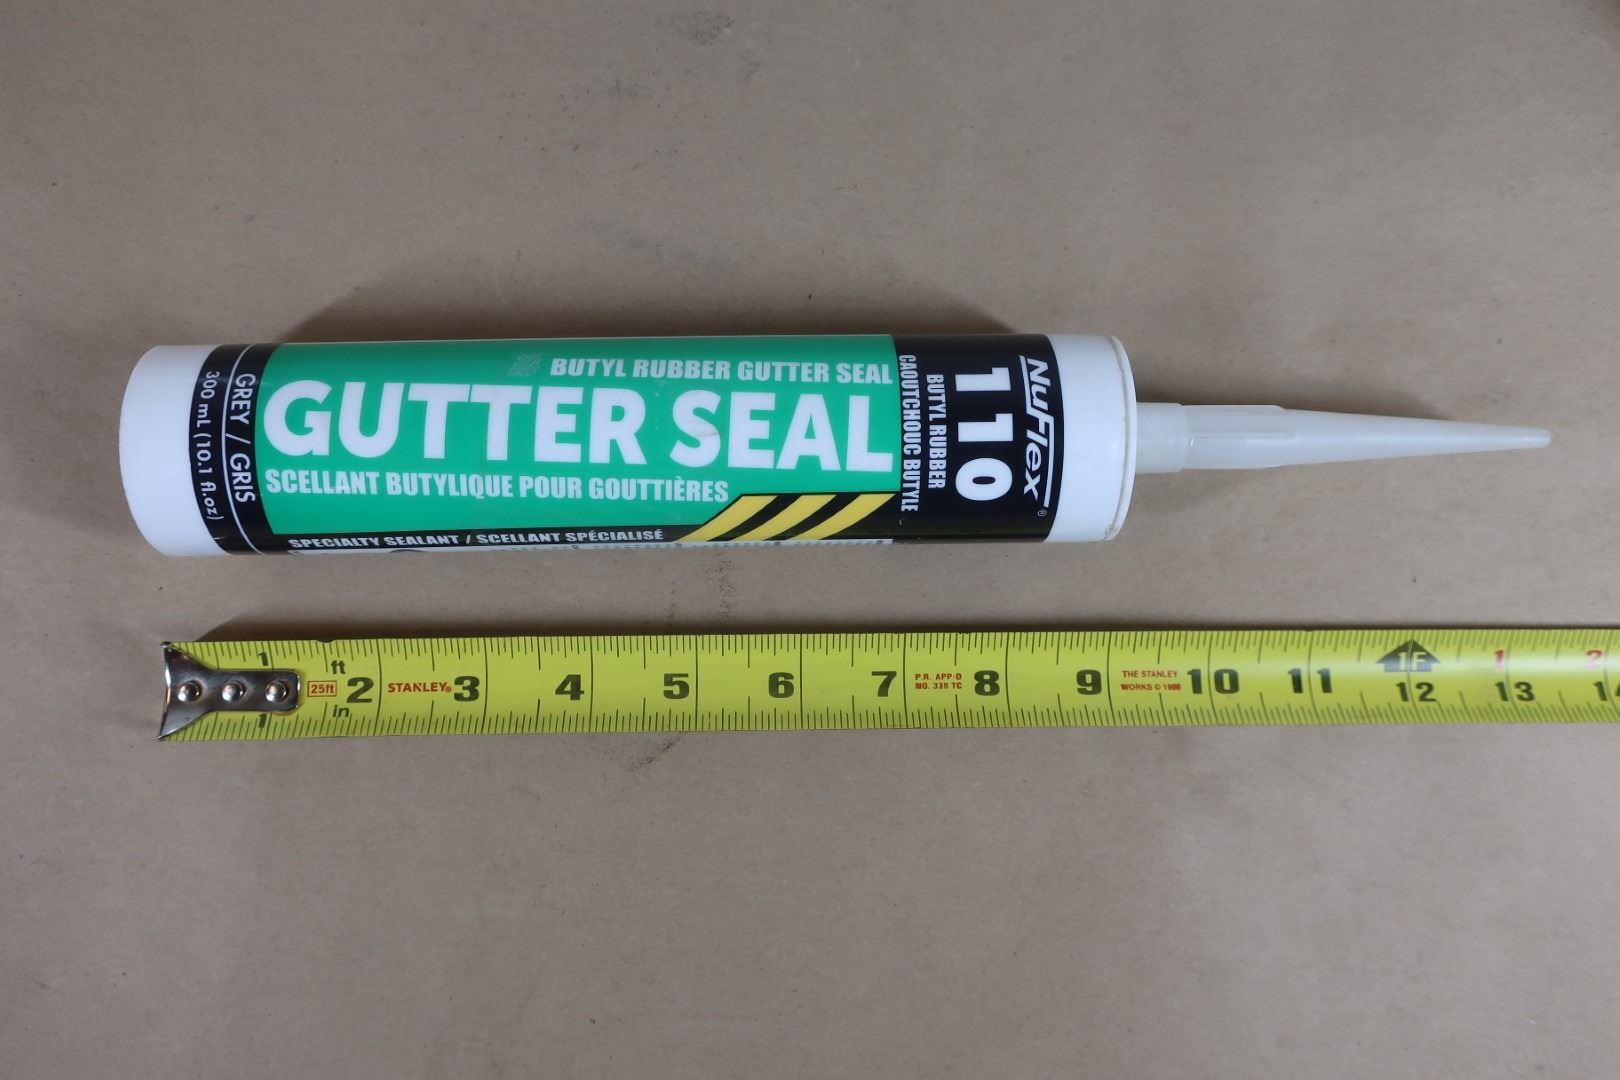 BUTYL RUBBER GUTTER SEAL
GUTTER SEAL
SCELLANT BUTYLIQUE POUR GOUTTIÈRES
SPECIALTY SEALANT / SCELLANT SPÉCIALISÉ
GREY / GRIS
300 mL (10.1 fl.oz)
NuFlex®
110
BUTYL RUBBER
CAOUTCHOUC BUTYLE
1 ft 1F 1 2
25ft 2 STANLEY® 3 4 5 6 7 P.R. APP-D 8 9 THE STANLEY 10 11 12 13 14
NO. 339 TC WORKS © 1986
1 in